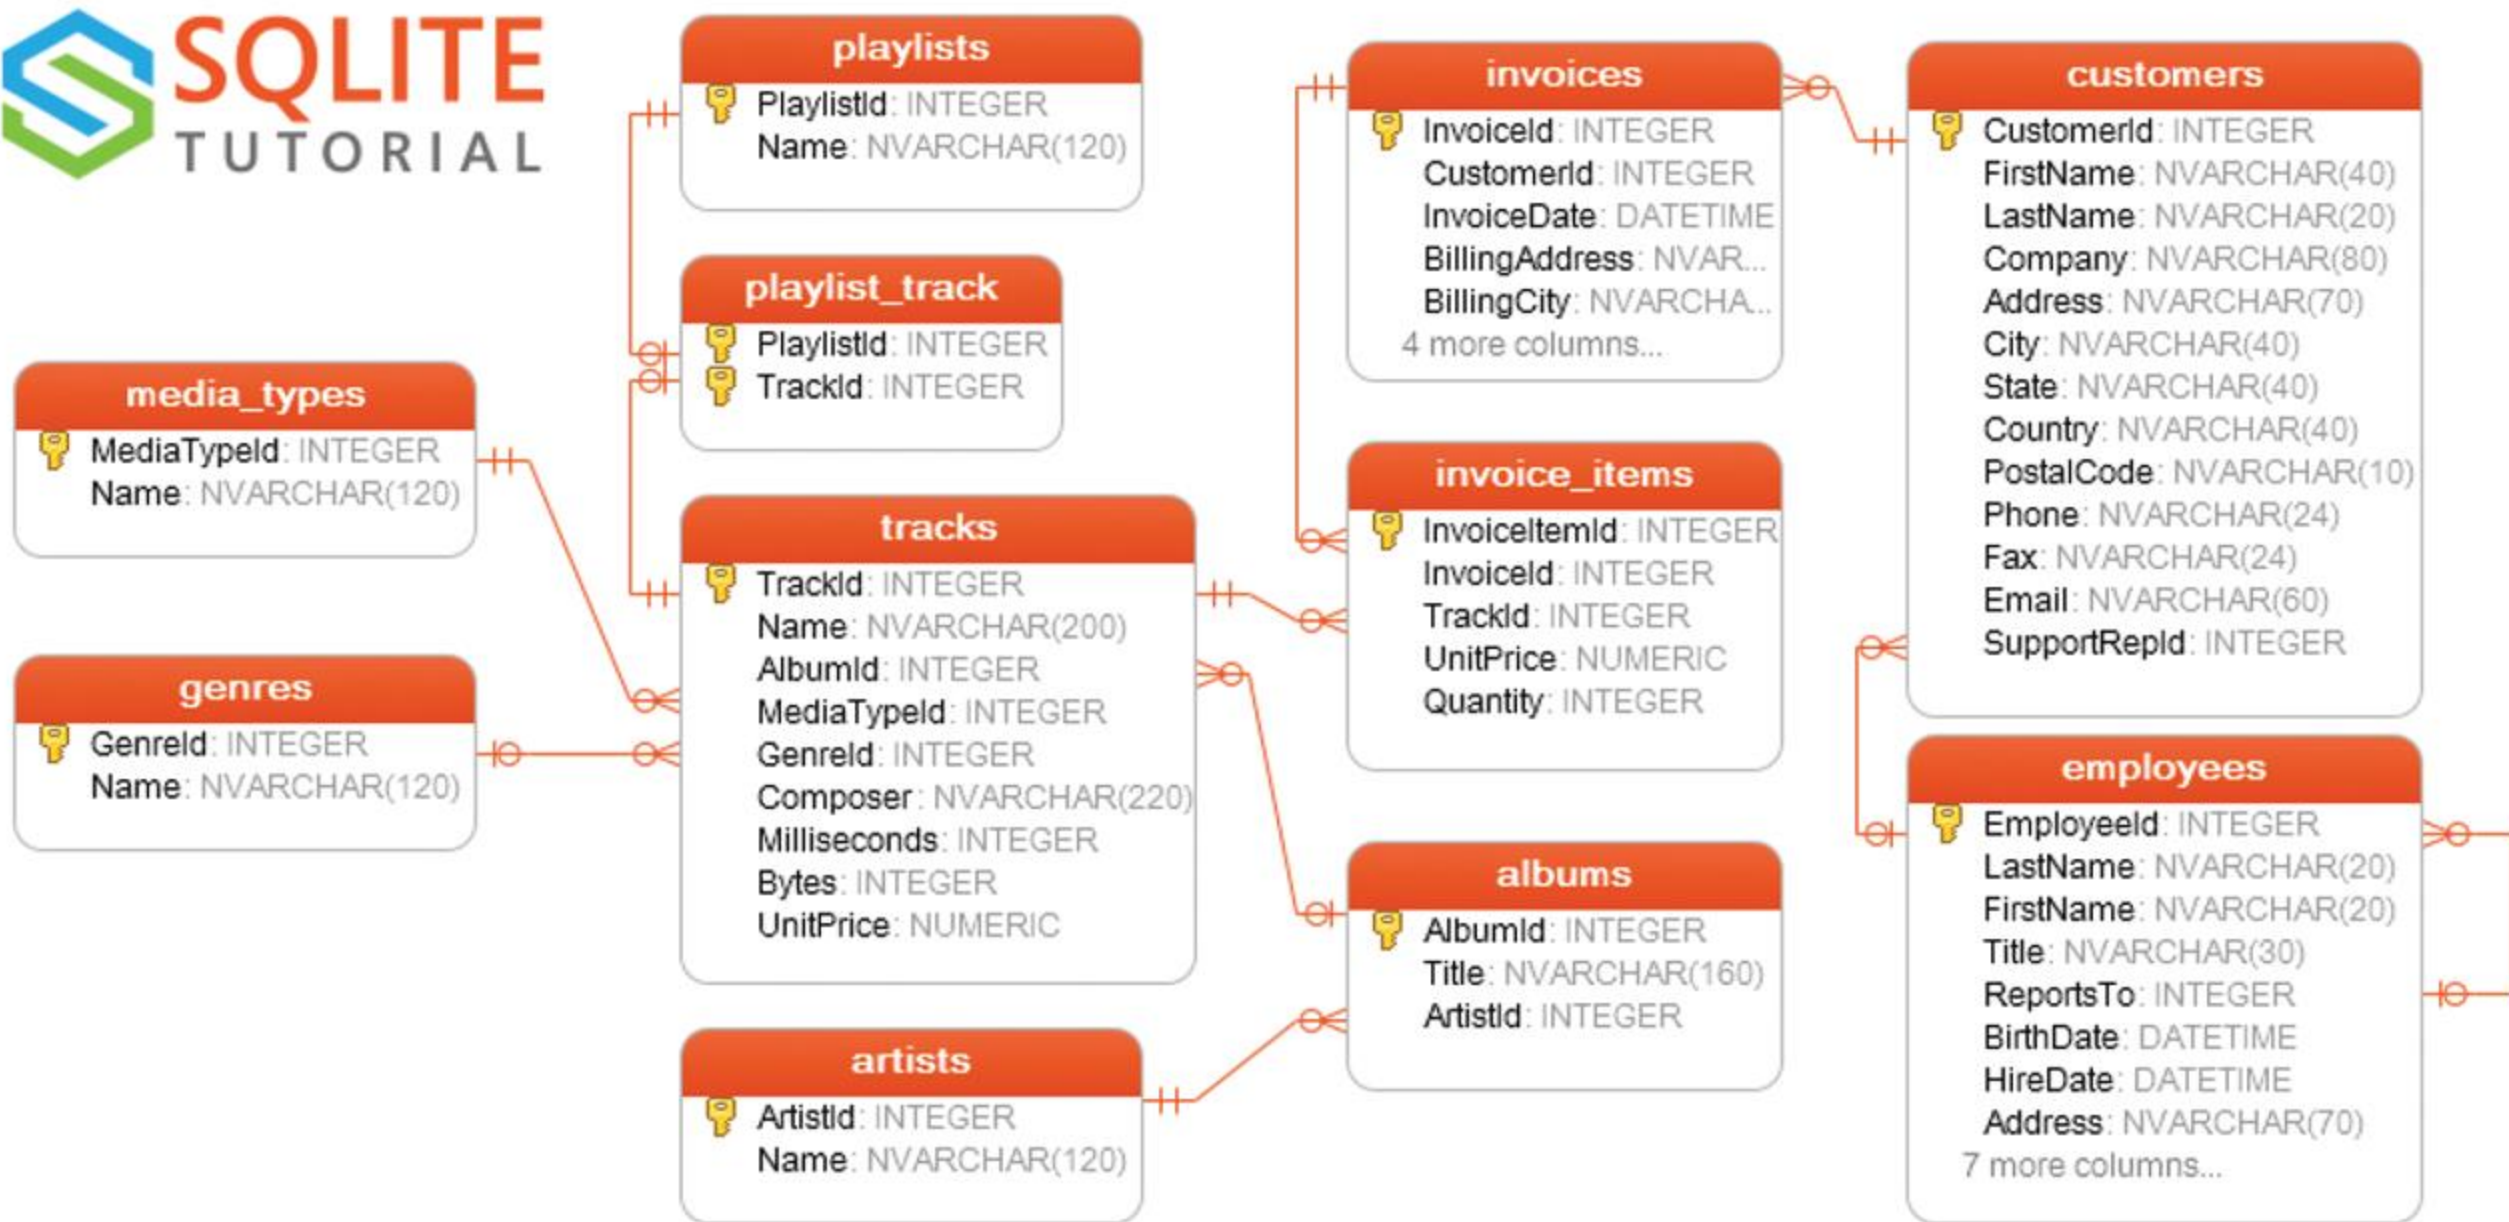 SQLITE
TUTORIAL
playlists
PlaylistId: INTEGER
Name: NVARCHAR(120)
playlist_track
PlaylistId: INTEGER
TrackId: INTEGER
media_types
MediaTypeId: INTEGER
Name: NVARCHAR(120)
genres
GenreId: INTEGER
Name: NVARCHAR(120)
tracks
TrackId: INTEGER
Name: NVARCHAR(200)
AlbumId: INTEGER
MediaTypeId: INTEGER
GenreId: INTEGER
Composer: NVARCHAR(220)
Milliseconds: INTEGER
Bytes: INTEGER
UnitPrice: NUMERIC
artists
ArtistId: INTEGER
Name: NVARCHAR(120)
invoices
InvoiceId: INTEGER
CustomerId: INTEGER
InvoiceDate: DATETIME
BillingAddress: NVAR...
BillingCity: NVARCHA...
4 more columns...
invoice_items
InvoiceItemId: INTEGER
InvoiceId: INTEGER
TrackId: INTEGER
UnitPrice: NUMERIC
Quantity: INTEGER
albums
AlbumId: INTEGER
Title: NVARCHAR(160)
ArtistId: INTEGER
customers
CustomerId: INTEGER
FirstName: NVARCHAR(40)
LastName: NVARCHAR(20)
Company: NVARCHAR(80)
Address: NVARCHAR(70)
City: NVARCHAR(40)
State: NVARCHAR(40)
Country: NVARCHAR(40)
PostalCode: NVARCHAR(10)
Phone: NVARCHAR(24)
Fax: NVARCHAR(24)
Email: NVARCHAR(60)
SupportRepId: INTEGER
employees
EmployeeId: INTEGER
LastName: NVARCHAR(20)
FirstName: NVARCHAR(20)
Title: NVARCHAR(30)
ReportsTo: INTEGER
BirthDate: DATETIME
HireDate: DATETIME
Address: NVARCHAR(70)
7 more columns...